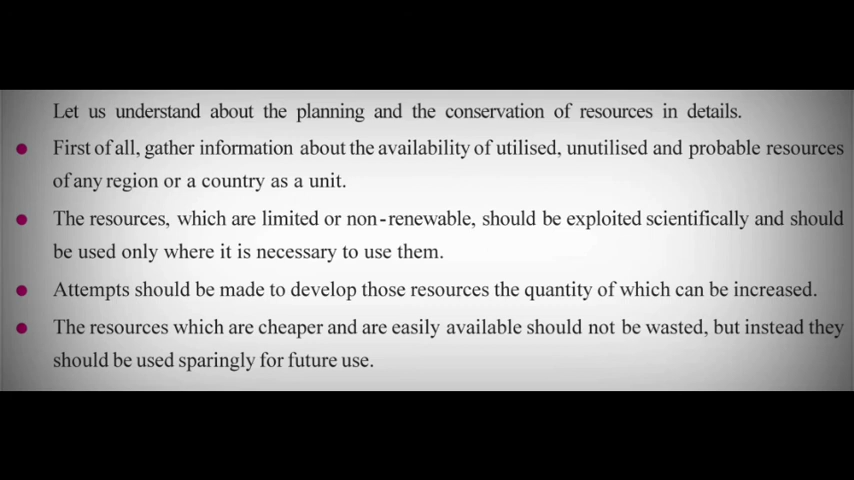 Let us understand about the planning and the conservation of resources in details.
● First of all, gather information about the availability of utilised, unutilised and probable resources
of any region or a country as a unit.
● The resources, which are limited or non-renewable, should be exploited scientifically and should
be used only where it is necessary to use them.
● Attempts should be made to develop those resources the quantity of which can be increased.
● The resources which are cheaper and are easily available should not be wasted, but instead they
should be used sparingly for future use.